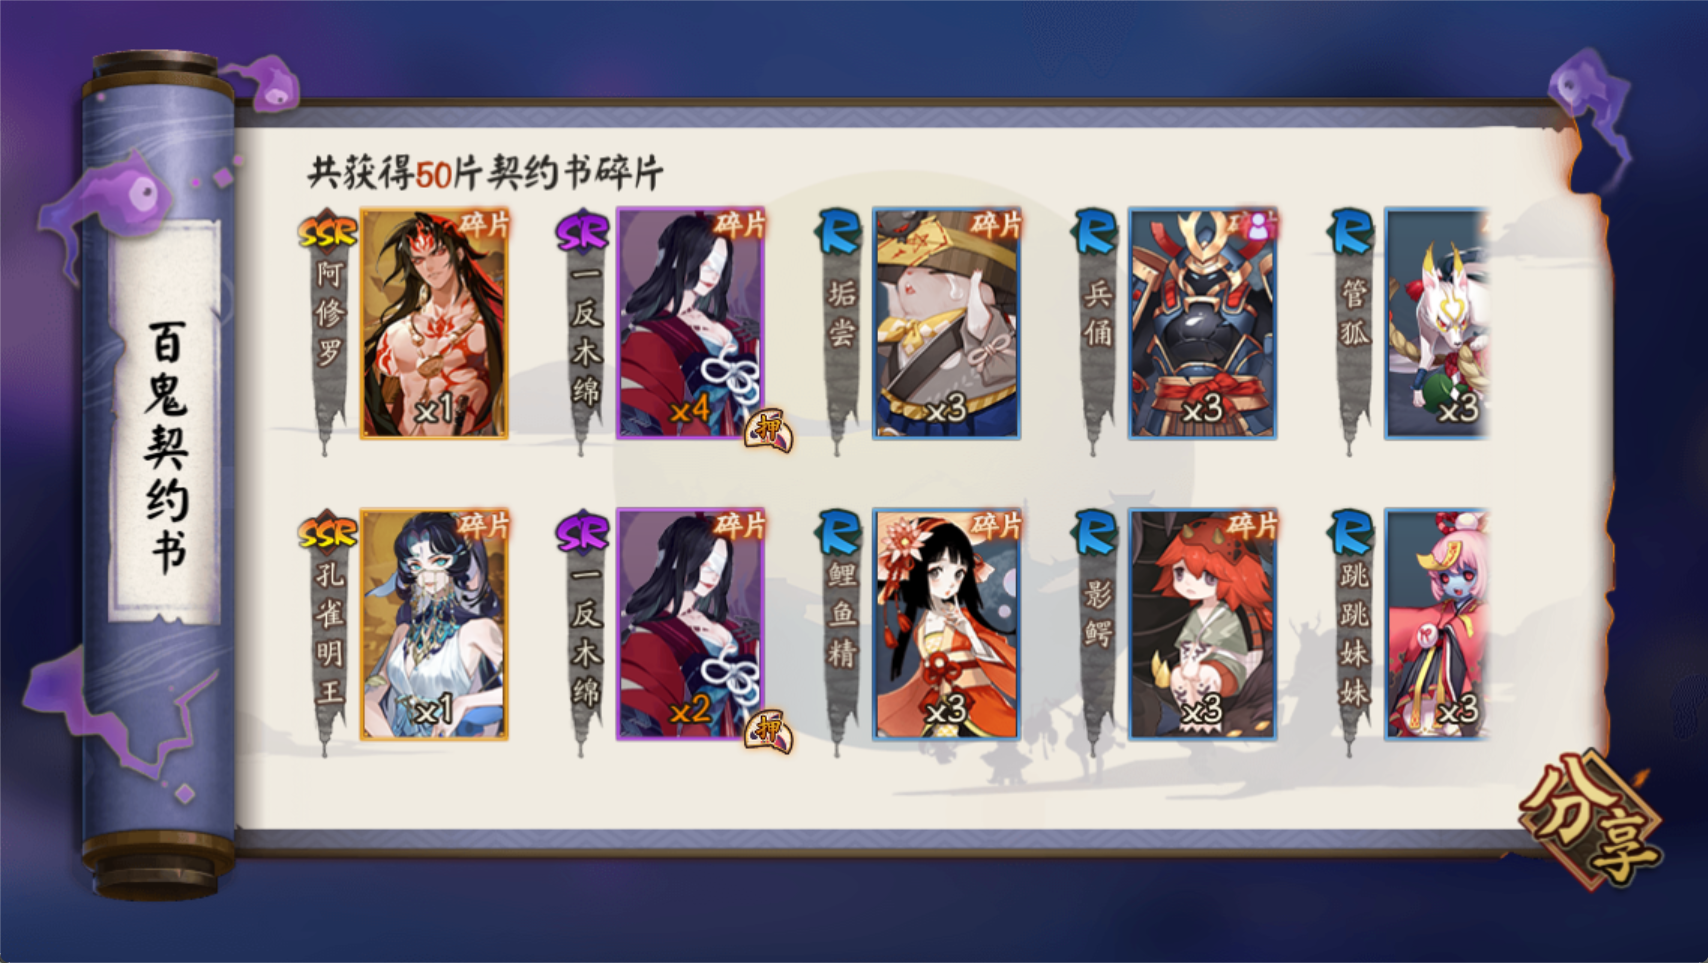 百鬼契约书
共获得50片契约书碎片
SSR
阿修罗
碎片
x1
SR
一反木绵
碎片
x4
押
R
垢尝
碎片
x3
R
兵俑
碎片
x3
R
管狐
x3
SSR
孔雀明王
碎片
x1
SR
一反木绵
碎片
x2
押
R
鲤鱼精
碎片
x3
R
影鳄
碎片
x3
R
跳跳妹妹
x3
分享